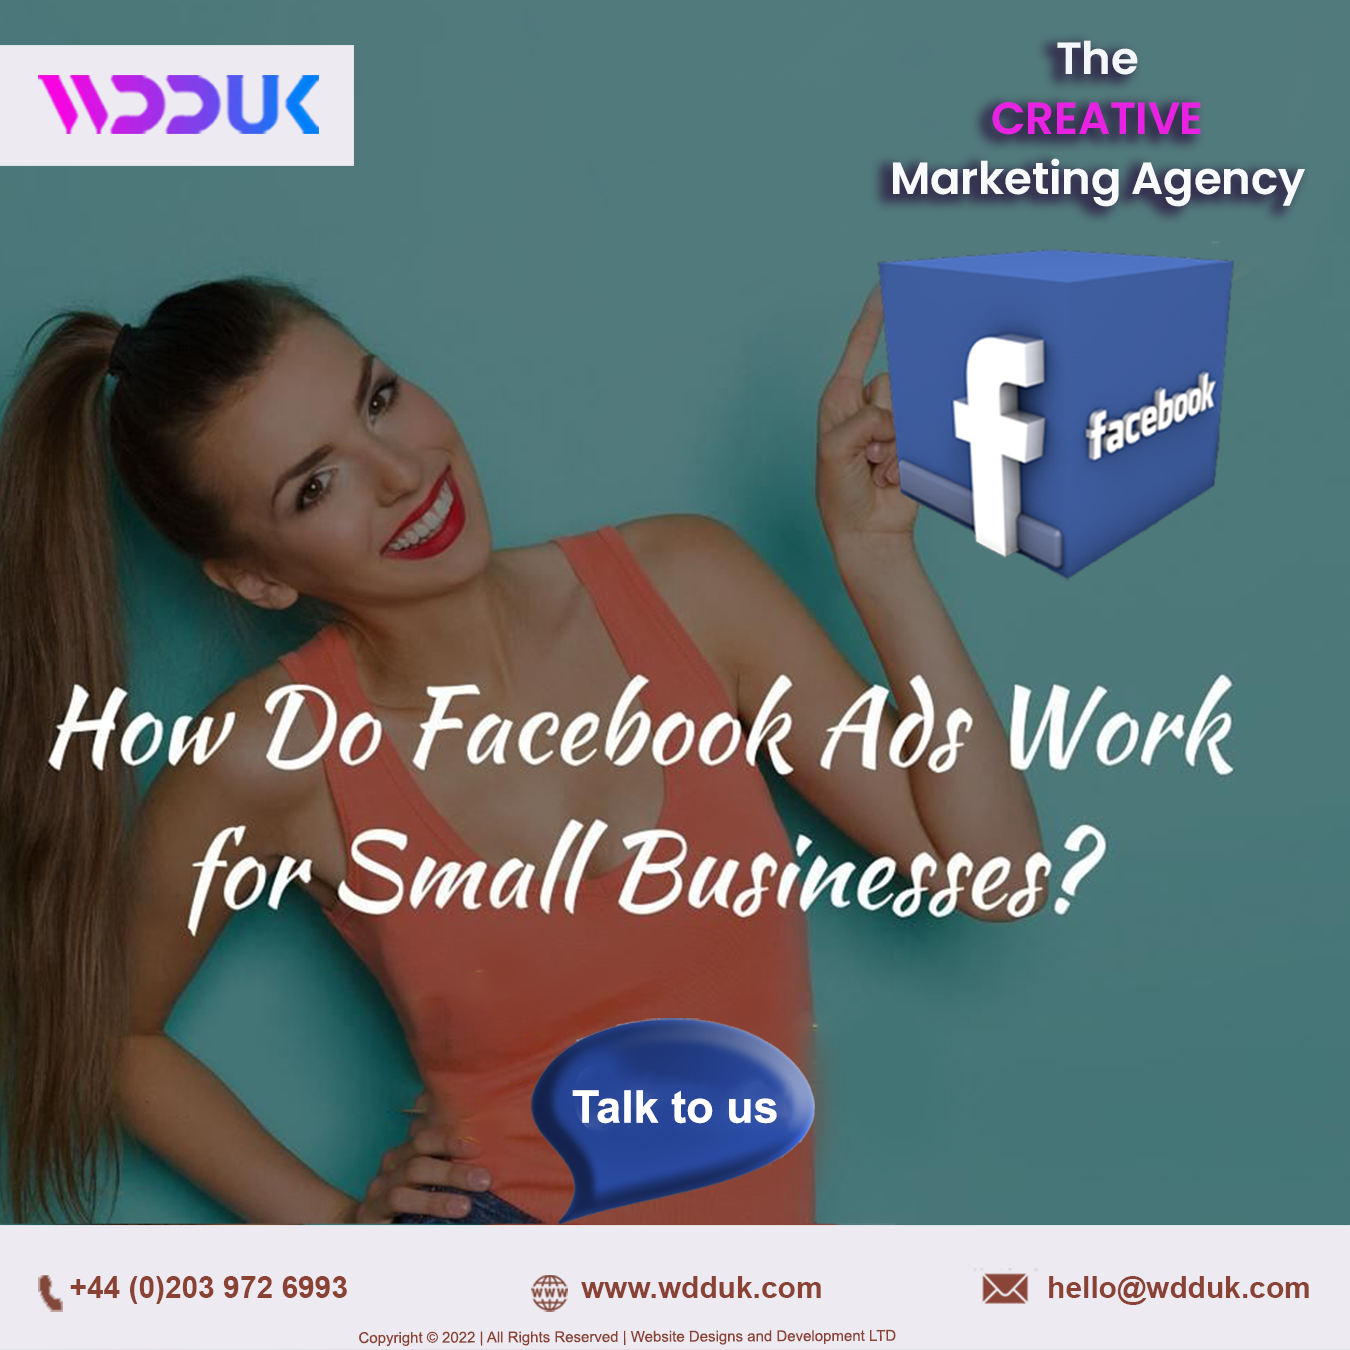 WDDUK
The
CREATIVE
Marketing Agency
f
facebook
How Do Facebook Ads Work
for Small Businesses?
Talk to us
+44 (0)203 972 6993
WWW
www.wdduk.com
hello@wdduk.com
Copyright © 2022 | All Rights Reserved | Website Designs and Development LTD